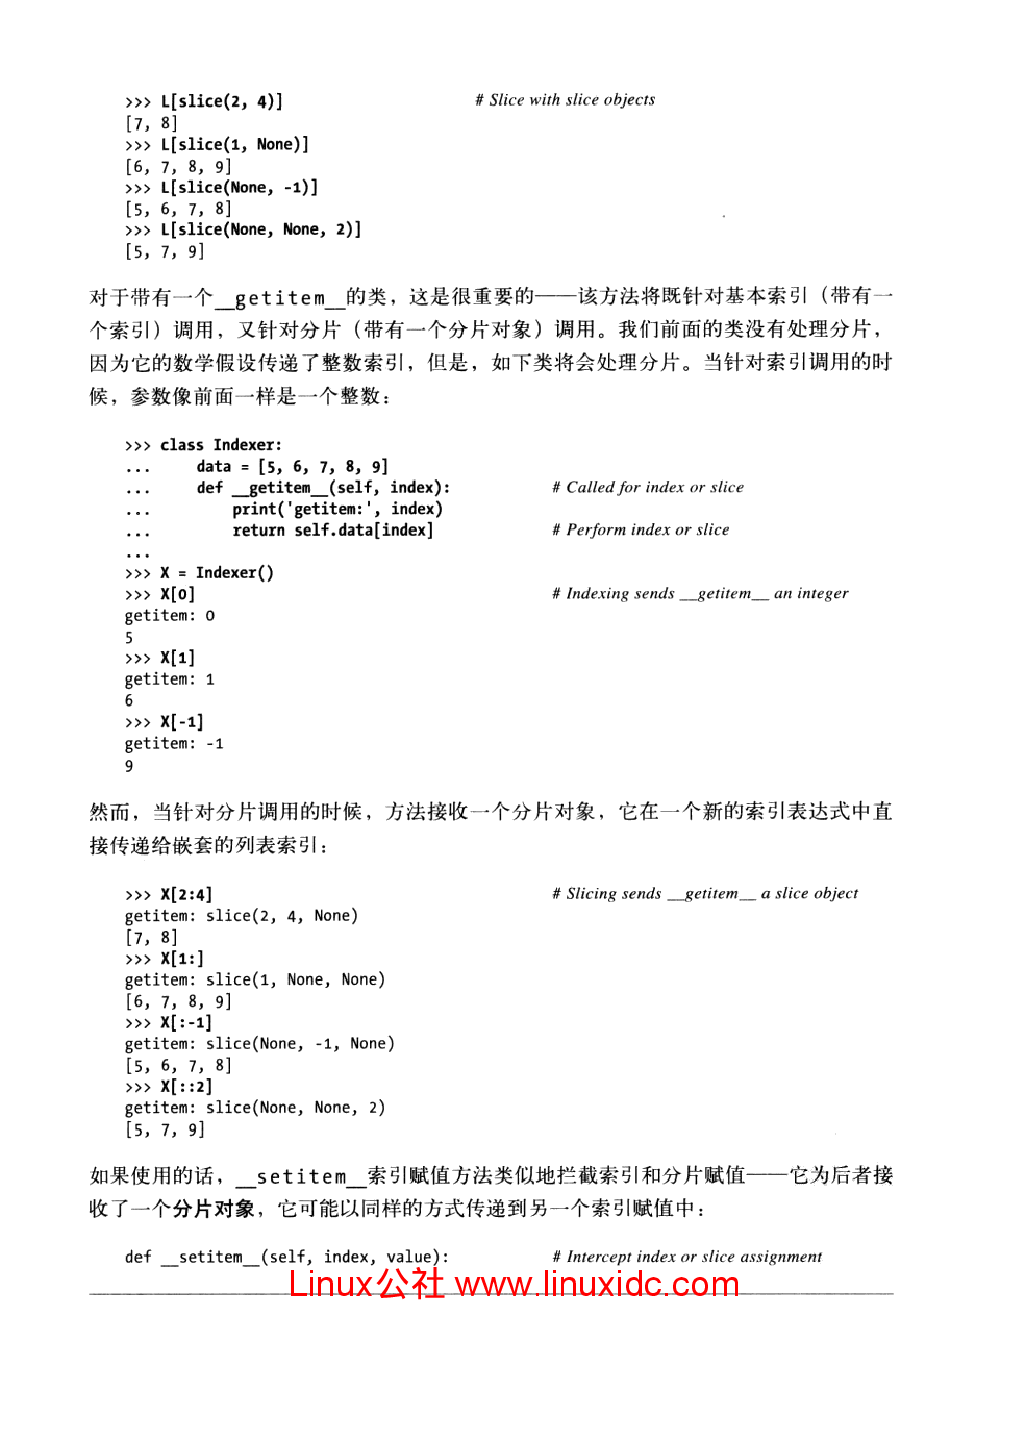 >>> L[slice(2, 4)]                # Slice with slice objects
[7, 8]
>>> L[slice(1, None)]
[6, 7, 8, 9]
>>> L[slice(None, -1)]
[5, 6, 7, 8]
>>> L[slice(None, None, 2)]
[5, 7, 9]
对于带有一个__getitem__的类，这是很重要的——该方法将既针对基本索引（带有一
个索引）调用，又针对分片（带有一个分片对象）调用。我们前面的类没有处理分片，
因为它的数学假设传递了整数索引，但是，如下类将会处理分片。当针对索引调用的时
候，参数像前面一样是一个整数：
>>> class Indexer:
...     data = [5, 6, 7, 8, 9]
...     def __getitem__(self, index):        # Called for index or slice
...         print('getitem:', index)
...         return self.data[index]          # Perform index or slice
...
>>> X = Indexer()
>>> X[0]                                     # Indexing sends __getitem__ an integer
getitem: 0
5
>>> X[1]
getitem: 1
6
>>> X[-1]
getitem: -1
9
然而，当针对分片调用的时候，方法接收一个分片对象，它在一个新的索引表达式中直
接传递给嵌套的列表索引：
>>> X[2:4]                                   # Slicing sends __getitem__ a slice object
getitem: slice(2, 4, None)
[7, 8]
>>> X[1:]
getitem: slice(1, None, None)
[6, 7, 8, 9]
>>> X[:-1]
getitem: slice(None, -1, None)
[5, 6, 7, 8]
>>> X[::2]
getitem: slice(None, None, 2)
[5, 7, 9]
如果使用的话，__setitem__索引赋值方法类似地拦截索引和分片赋值——它为后者接
收了一个分片对象，它可能以同样的方式传递到另一个索引赋值中：
def __setitem__(self, index, value):         # Intercept index or slice assignment
Linux公社 www.linuxidc.com